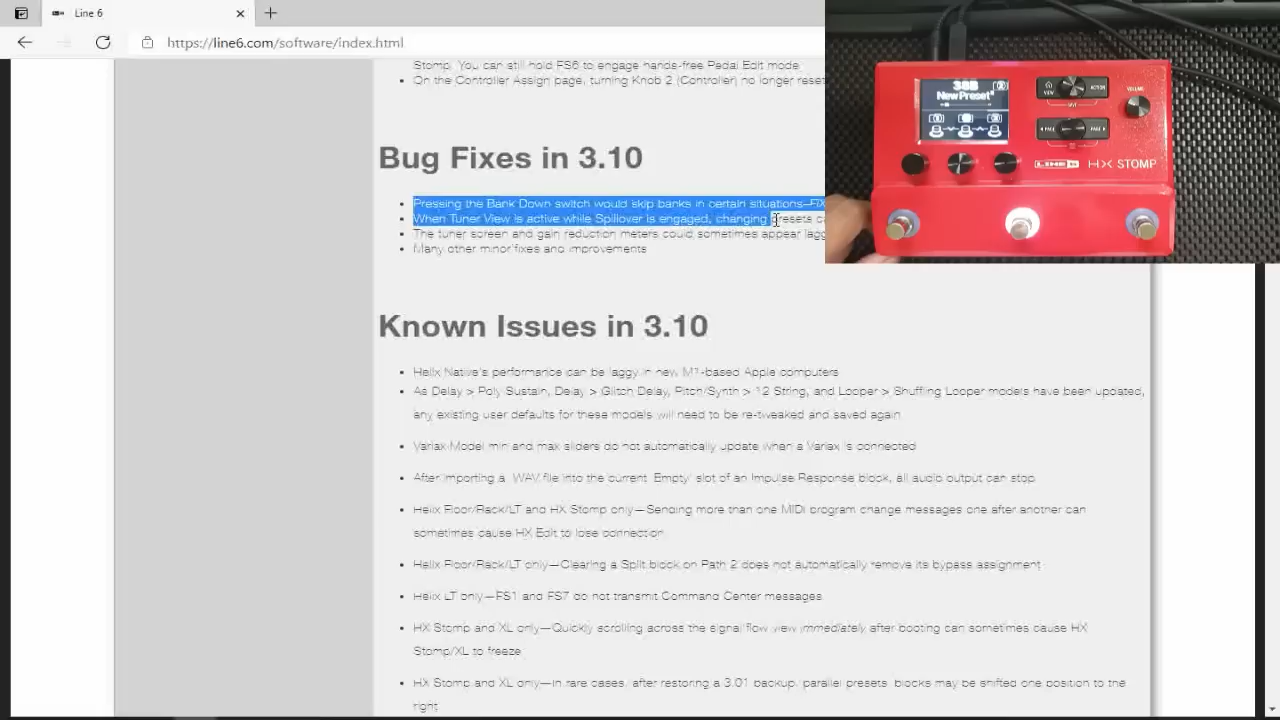 Line 6
https://line6.com/software/index.html
Stomp. You can still hold FS6 to engage hands-free Pedal Edit mode.
On the Controller Assign page, turning Knob 2 (Controller) no longer reset
Bug Fixes in 3.10
Pressing the Bank Down switch would skip banks in certain situations—FIX
When Tuner View is active while Spillover is engaged, changing presets c
The tuner screen and gain reduction meters could sometimes appear lagg
Many other minor fixes and improvements
Known Issues in 3.10
Helix Native's performance can be laggy in new M1-based Apple computers
As Delay > Poly Sustain, Delay > Glitch Delay, Pitch/Synth > 12 String, and Looper > Shuffling Looper models have been updated,
any existing user defaults for these models will need to be re-tweaked and saved again
Variax Model min and max sliders do not automatically update when a Variax is connected
After importing a .WAV file into the current "Empty" slot of an Impulse Response block, all audio output can stop
Helix Floor/Rack/LT and HX Stomp only—Sending more than one MIDI program change messages one after another can
sometimes cause HX Edit to lose connection
Helix Floor/Rack/LT only—Clearing a Split block on Path 2 does not automatically remove its bypass assignment
Helix LT only—FS1 and FS7 do not transmit Command Center messages
HX Stomp and XL only—Quickly scrolling across the signal flow view immediately after booting can sometimes cause HX
Stomp/XL to freeze
HX Stomp and XL only—In rare cases, after restoring a 3.01 backup, parallel presets' blocks may be shifted one position to the
right
38B
New Preset*
VIEW
ACTION
SAVE
VOLUME
PAGE
PAGE
LINE 6
HX STOMP